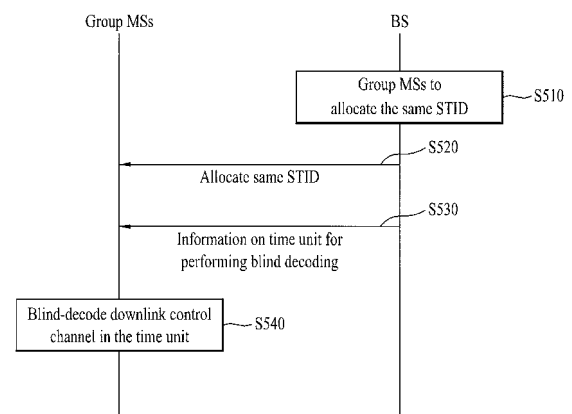 Group MSs
BS
Group MSs to
allocate the same STID
S510
S520
Allocate same STID
S530
Information on time unit for
performing blind decoding
Blind-decode downlink control
channel in the time unit
S540